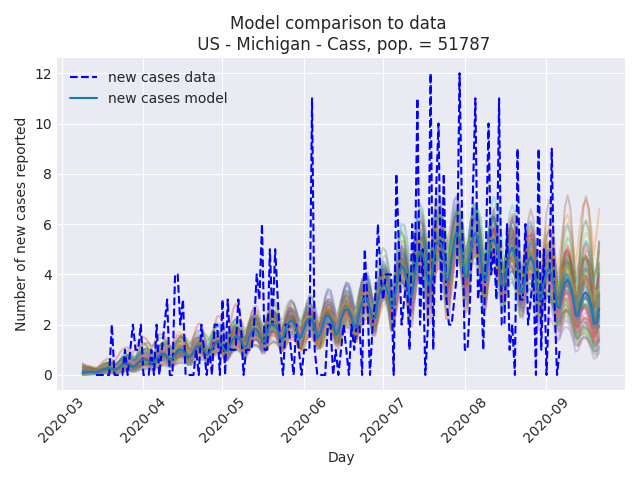 Model comparison to data
US - Michigan - Cass, pop. = 51787
new cases data
new cases model
Number of new cases reported
12
10
8
6
4
2
0
2020-03
2020-04
2020-05
2020-06
2020-07
2020-08
2020-09
Day